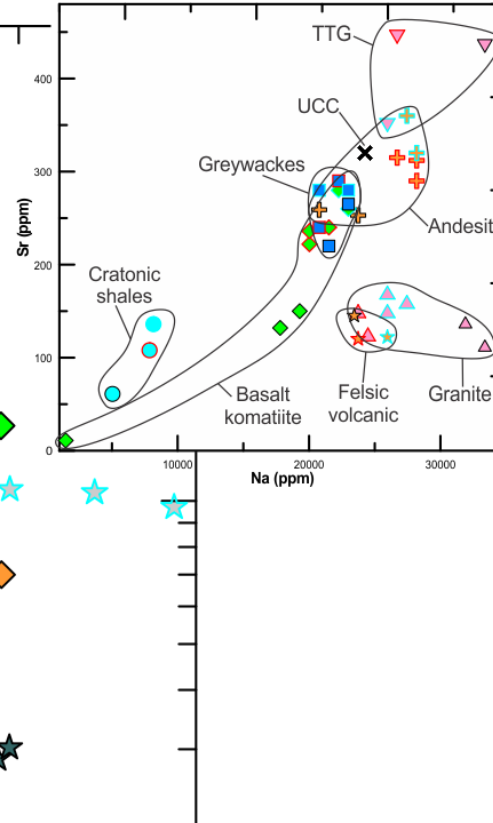 TTG
400
UCC
300
Greywackes
Sr (ppm)
Andesit
200
Cratonic
shales
100
Basalt
komatiite
Felsic
volcanic
Granite
0
10000
20000
30000
Na (ppm)